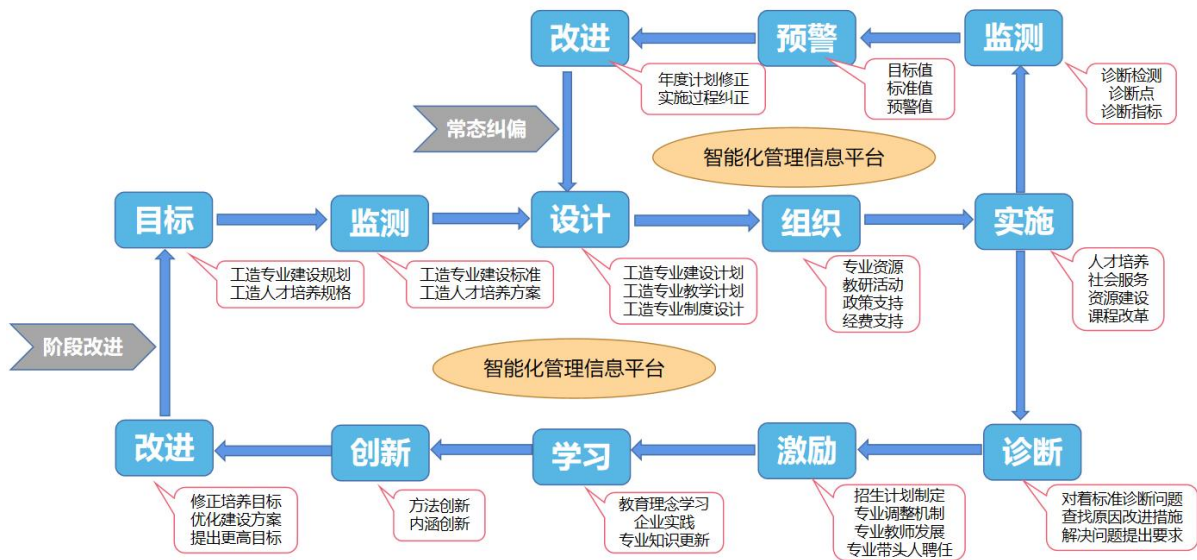 改进
预警
监测
年度计划修正
实施过程纠正
目标值
标准值
预警值
诊断检测
诊断点
诊断指标
常态纠偏
智能化管理信息平台
目标
监测
设计
组织
实施
工造专业建设规划
工造人才培养规格
工造专业建设标准
工造人才培养方案
工造专业建设计划
工造专业教学计划
工造专业制度设计
专业资源
教研活动
政策支持
经费支持
人才培养
社会服务
资源建设
课程改革
阶段改进
智能化管理信息平台
改进
创新
学习
激励
诊断
修正培养目标
优化建设方案
提出更高目标
方法创新
内涵创新
教育理念学习
企业实践
专业知识更新
招生计划制定
专业调整机制
专业教师发展
专业带头人聘任
对着标准诊断问题
查找原因改进措施
解决问题提出要求